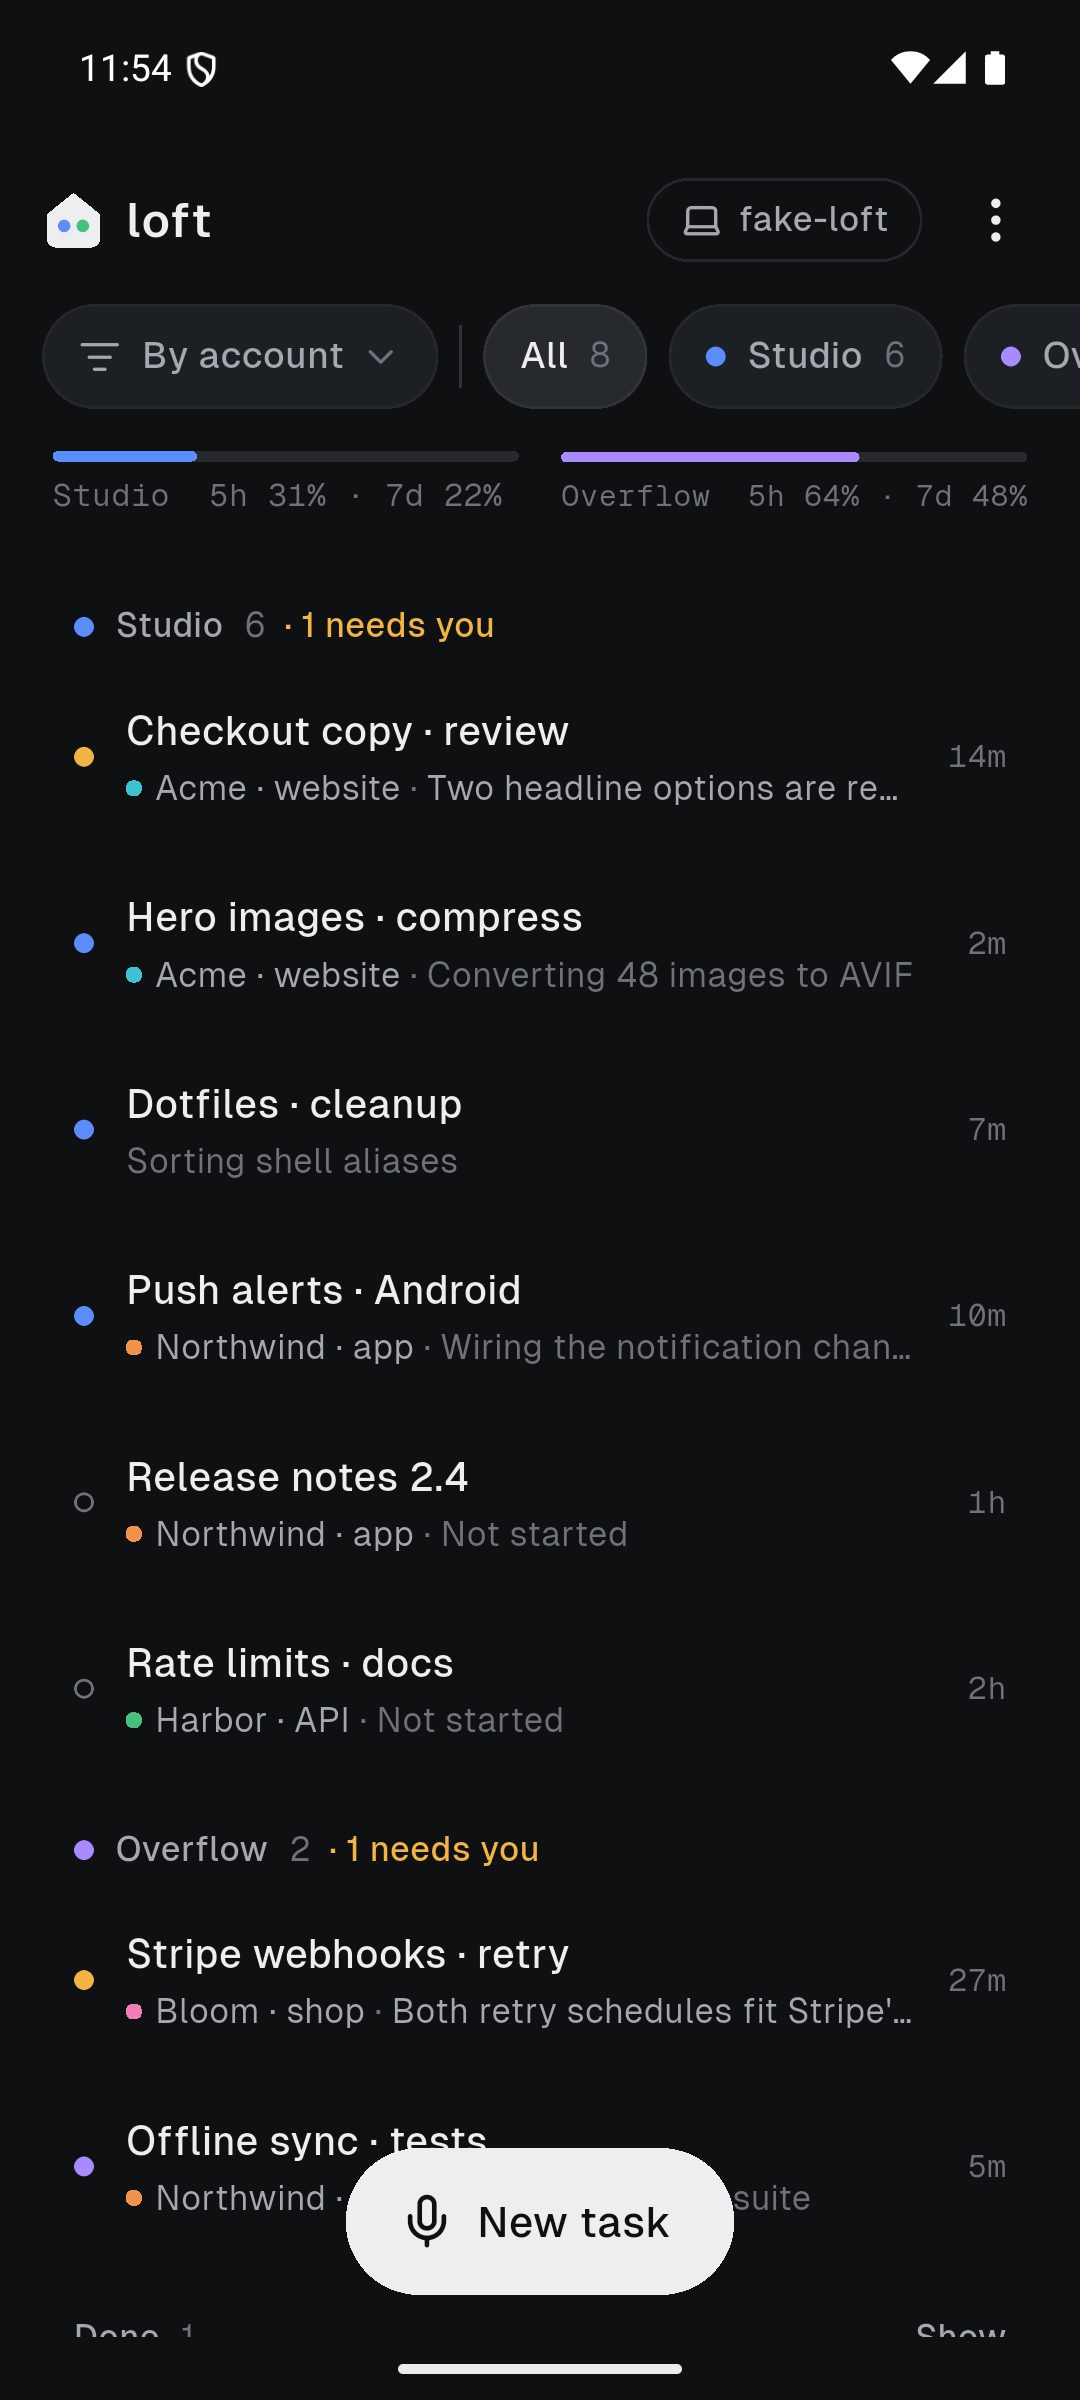 11:54
loft
fake-loft
By account
All 8
Studio 6
Ov
Studio 5h 31% · 7d 22%
Overflow 5h 64% · 7d 48%
Studio 6 · 1 needs you
Checkout copy · review
14m
Acme · website · Two headline options are re…
Hero images · compress
2m
Acme · website · Converting 48 images to AVIF
Dotfiles · cleanup
7m
Sorting shell aliases
Push alerts · Android
10m
Northwind · app · Wiring the notification chan…
Release notes 2.4
1h
Northwind · app · Not started
Rate limits · docs
2h
Harbor · API · Not started
Overflow 2 · 1 needs you
Stripe webhooks · retry
27m
Bloom · shop · Both retry schedules fit Stripe'…
Offline sync · tests
5m
Northwind · suite
New task
Done 1
Show